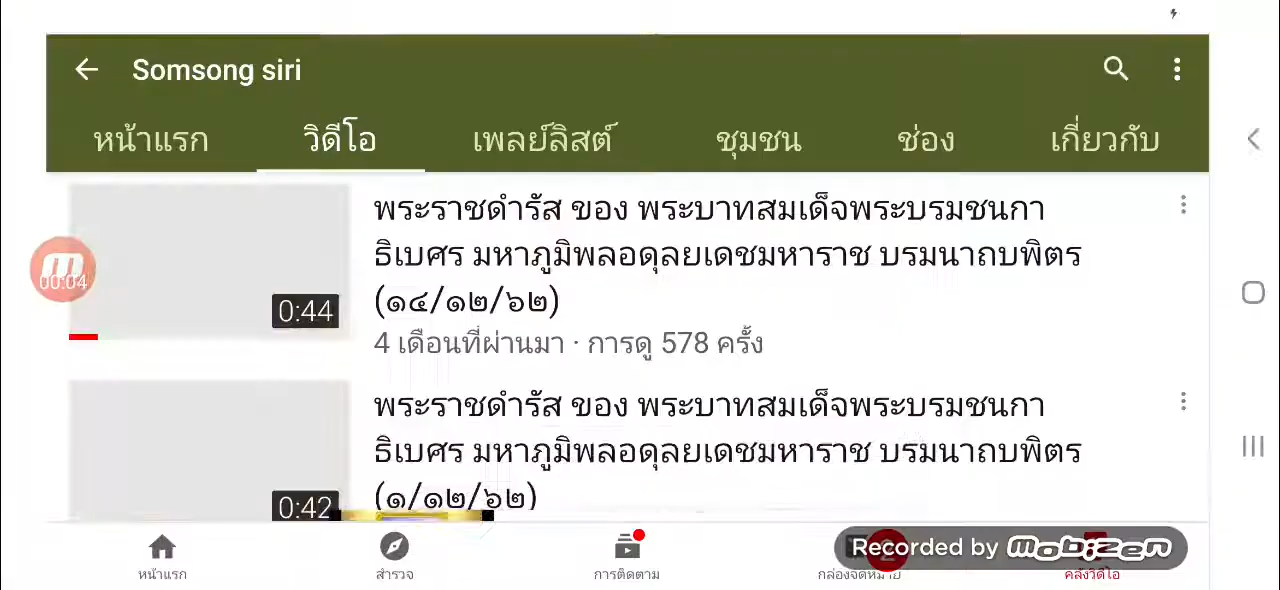 Somsong siri
หน้าแรก วิดีโอ เพลย์ลิสต์ ชุมชน ช่อง เกี่ยวกับ
พระราชดำรัส ของ พระบาทสมเด็จพระบรมชนกา
ธิเบศร มหาภูมิพลอดุลยเดชมหาราช บรมนาถบพิตร
(๑๔/๑๒/๖๒)
4 เดือนที่ผ่านมา · การดู 578 ครั้ง
0:44
00:04
พระราชดำรัส ของ พระบาทสมเด็จพระบรมชนกา
ธิเบศร มหาภูมิพลอดุลยเดชมหาราช บรมนาถบพิตร
(๑/๑๒/๖๒)
0:42
Recorded by mobizen
หน้าแรก สำรวจ การติดตาม กล่องจดหมาย คลังวิดีโอ